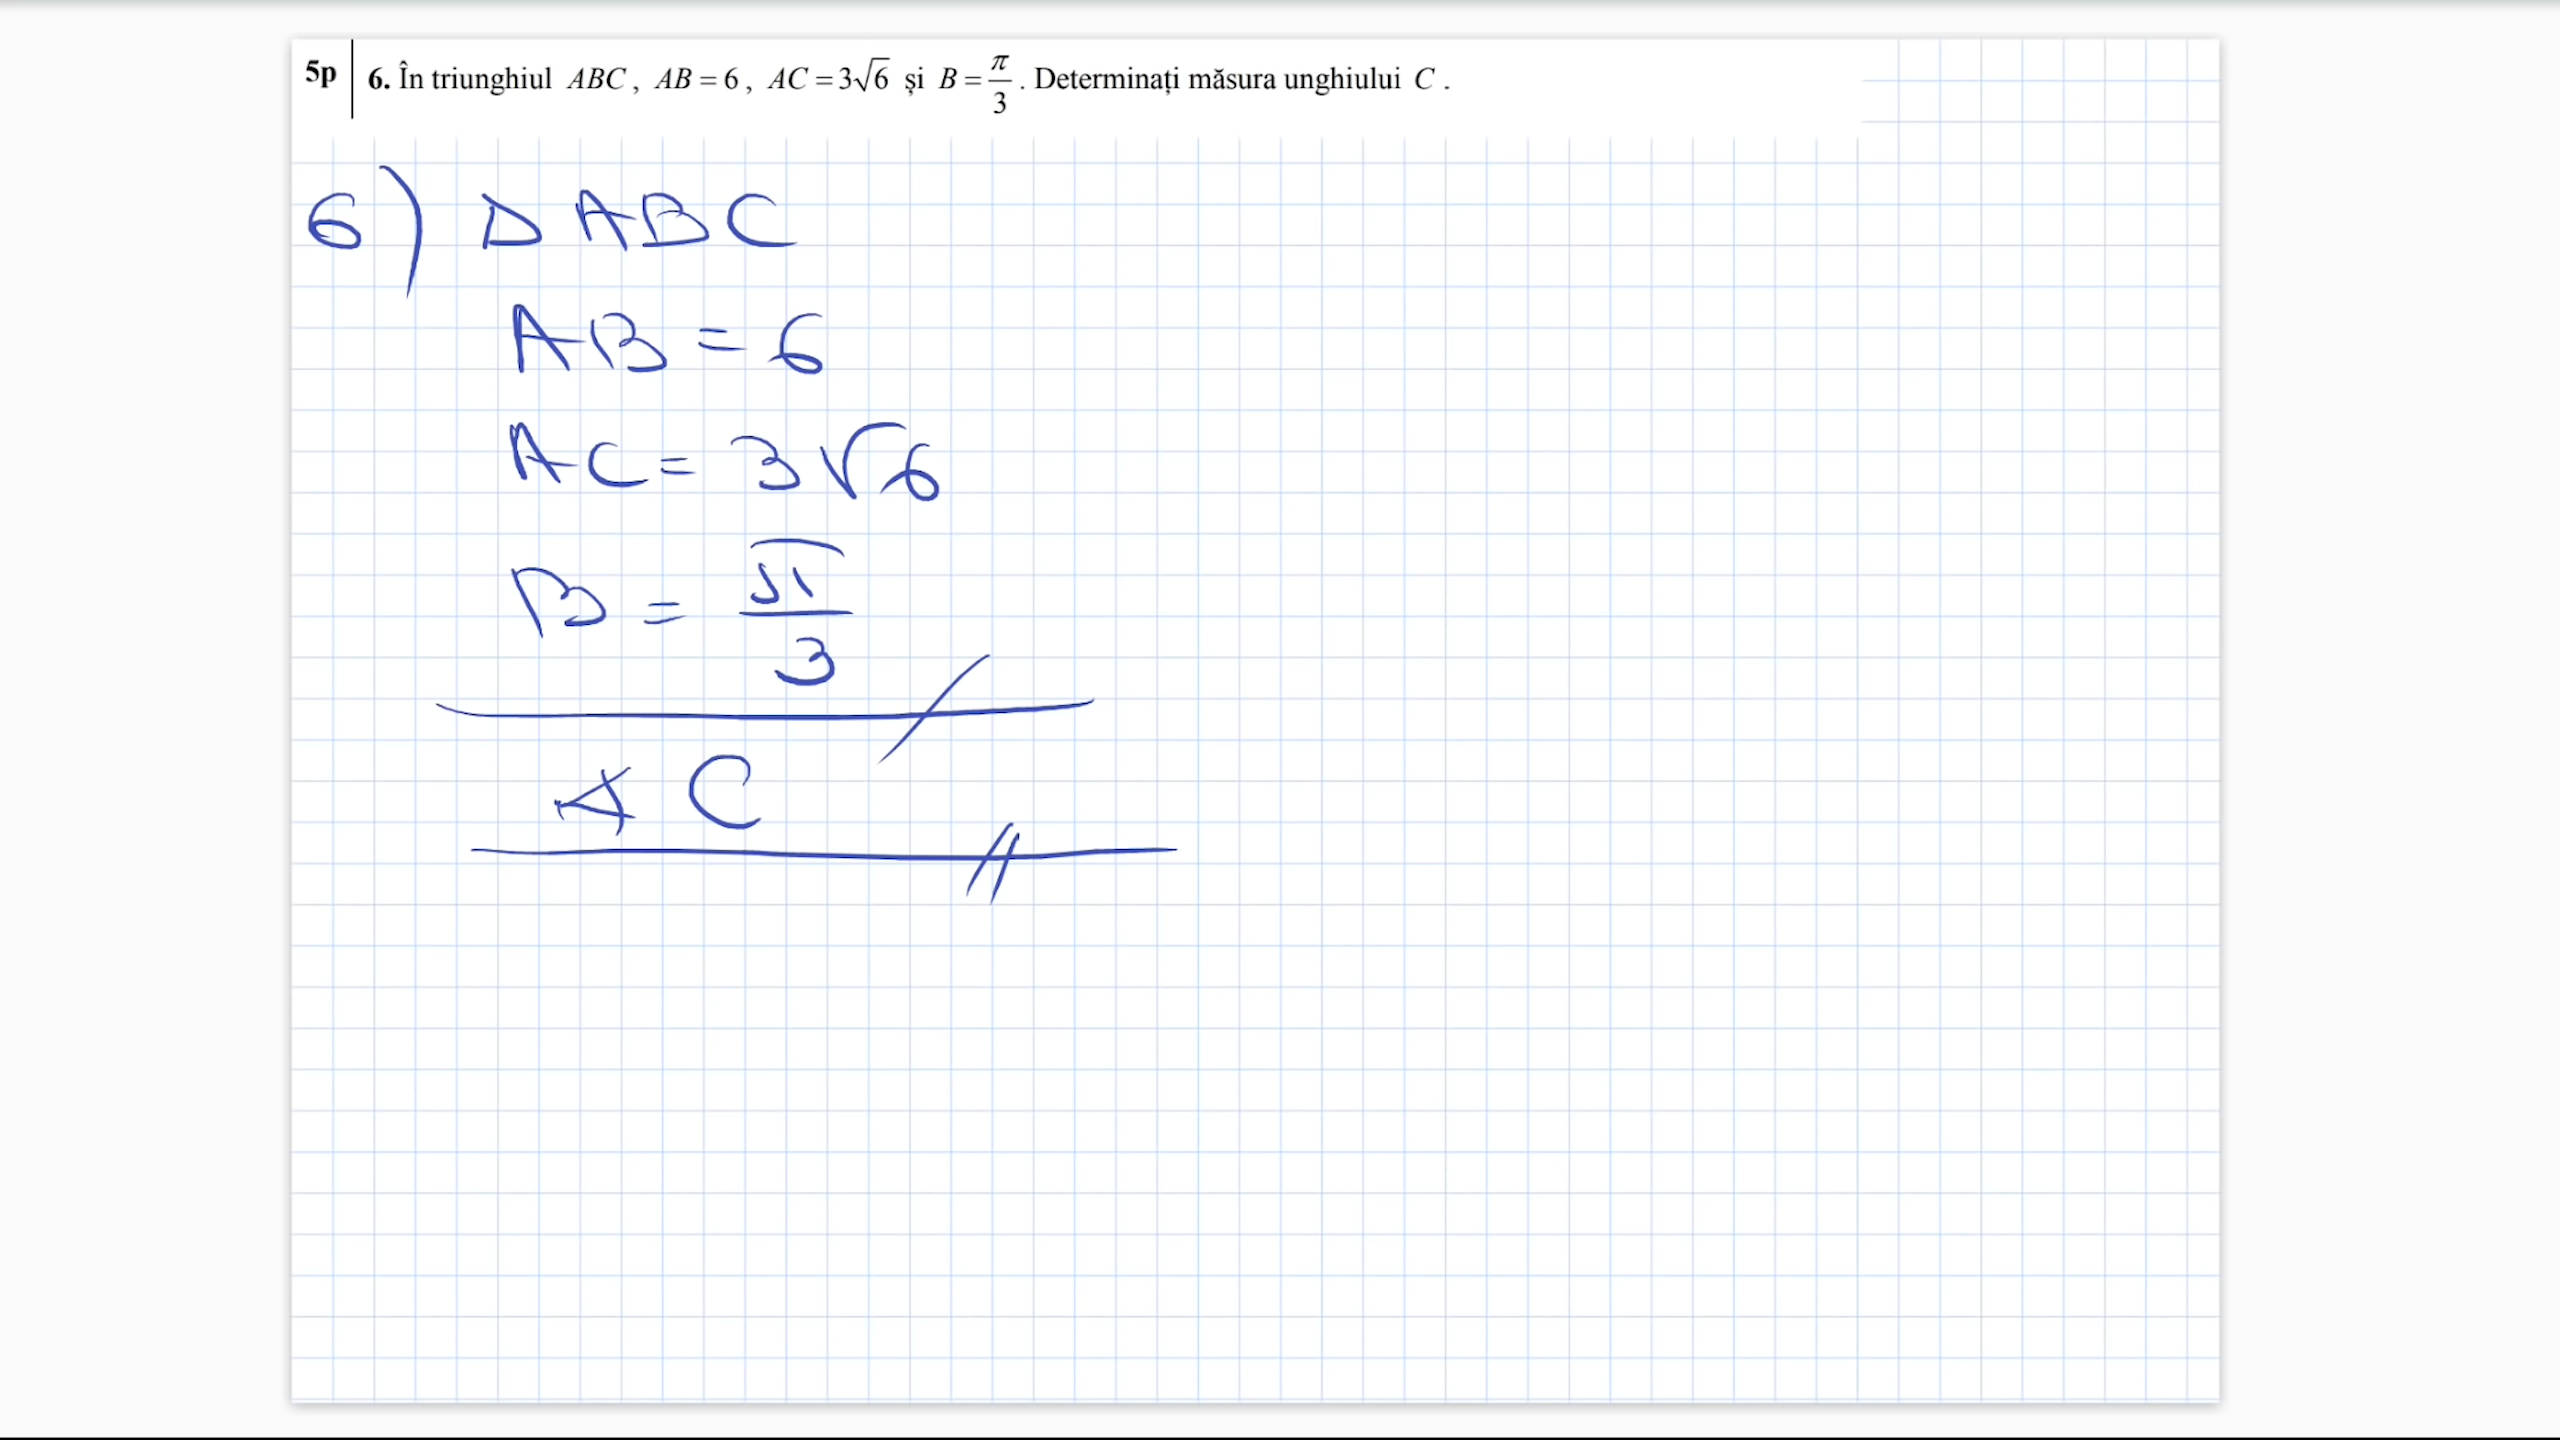 5p 6. În triunghiul ABC, AB = 6, AC = 3√6 și B = π/3. Determinați măsura unghiului C.
6) Δ ABC
AB = 6
AC = 3√6
B = π/3
∢ C